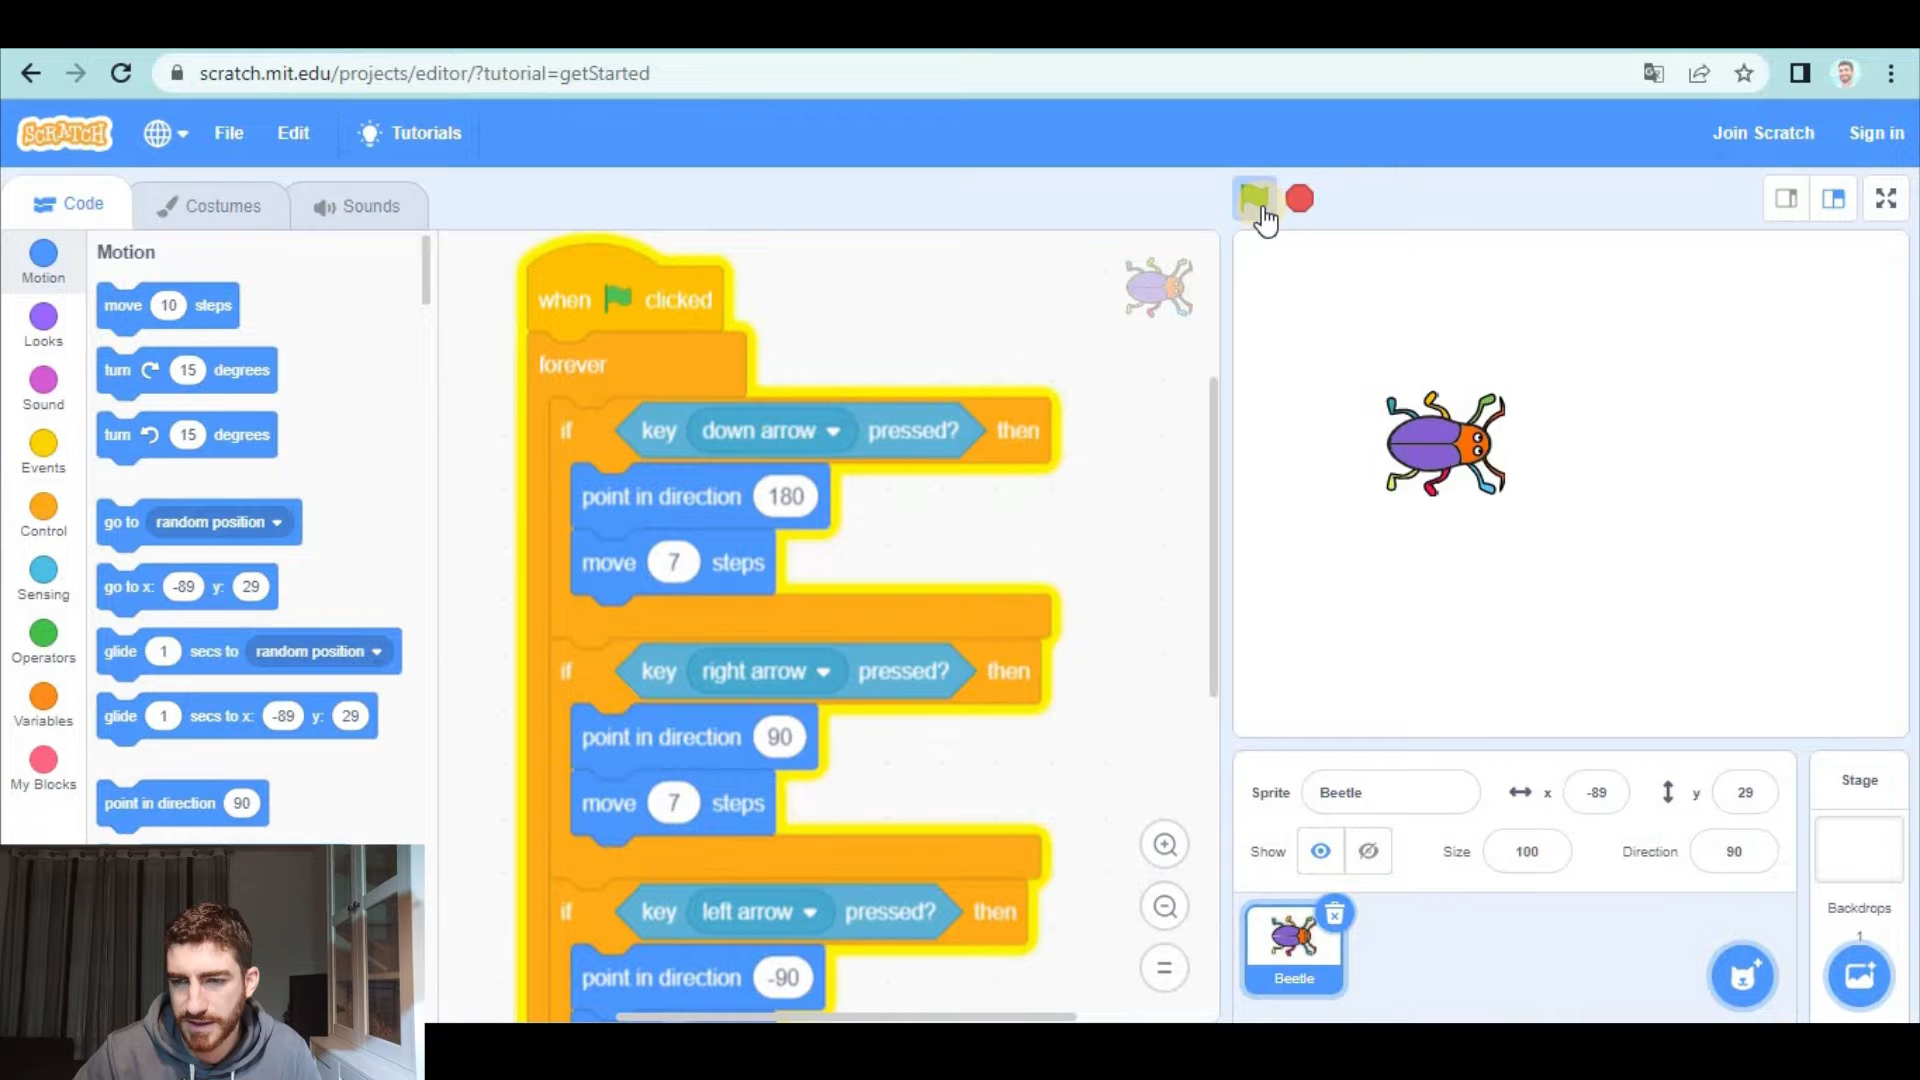 scratch.mit.edu/projects/editor/?tutorial=getStarted
SCRATCH File Edit Tutorials Join Scratch Sign in
Code Costumes Sounds
Motion
Looks
Sound
Events
Control
Sensing
Operators
Variables
My Blocks
Motion
move 10 steps
turn 15 degrees
turn 15 degrees
go to random position
go to x: -89 y: 29
glide 1 secs to random position
glide 1 secs to x: -89 y: 29
point in direction 90
when clicked
forever
if key down arrow pressed? then
point in direction 180
move 7 steps
if key right arrow pressed? then
point in direction 90
move 7 steps
if key left arrow pressed? then
point in direction -90
Sprite Beetle x -89 y 29
Show Size 100 Direction 90
Beetle
Stage
Backdrops
1